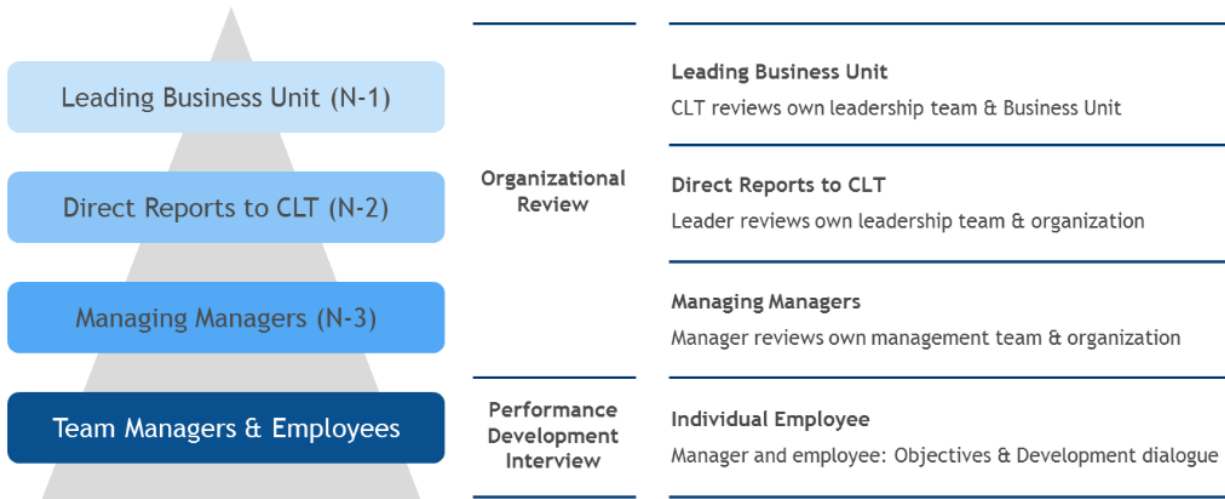 Leading Business Unit (N-1)
Direct Reports to CLT (N-2)
Managing Managers (N-3)
Team Managers & Employees
Organizational
Review
Performance
Development
Interview
Leading Business Unit
CLT reviews own leadership team & Business Unit
Direct Reports to CLT
Leader reviews own leadership team & organization
Managing Managers
Manager reviews own management team & organization
Individual Employee
Manager and employee: Objectives & Development dialogue